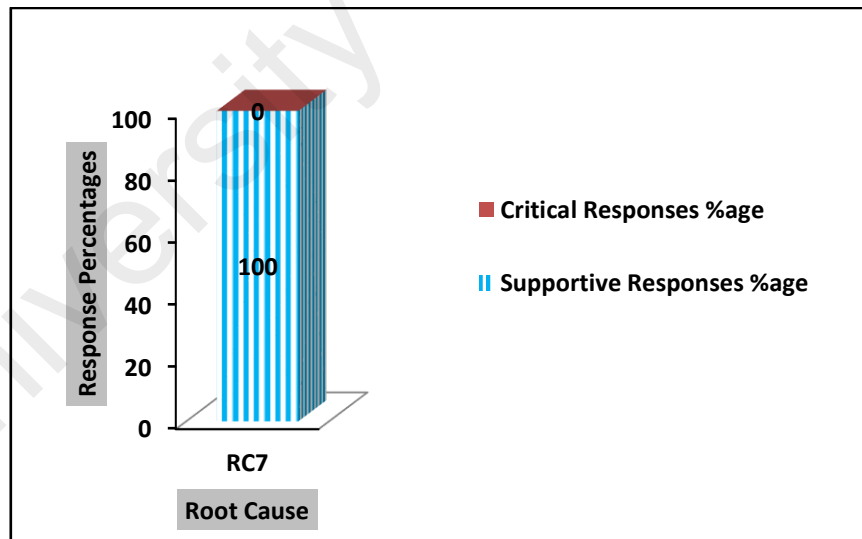 0
100
80
60
40
20
0
100
Response Percentages
RC7
Root Cause
Critical Responses %age
Supportive Responses %age
University